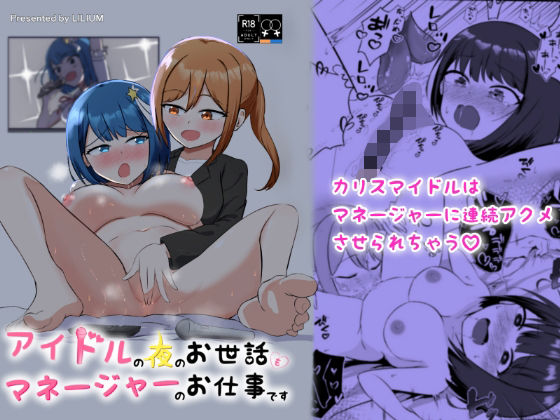 Presented by LILIUM
R18
ADULT ONLY
カリスマイドルは
マネージャーに連続アクメ
させられちゃう♡
アイドルの夜のお世話も
マネージャーのお仕事です